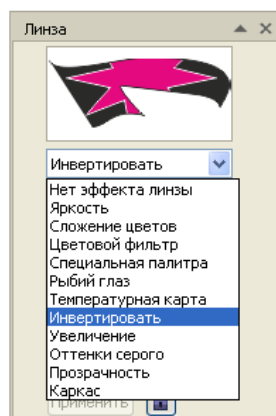 Линза
Инвертировать
Нет эффекта линзы
Яркость
Сложение цветов
Цветовой фильтр
Специальная палитра
Рыбий глаз
Температурная карта
Инвертировать
Увеличение
Оттенки серого
Прозрачность
Каркас
Применить